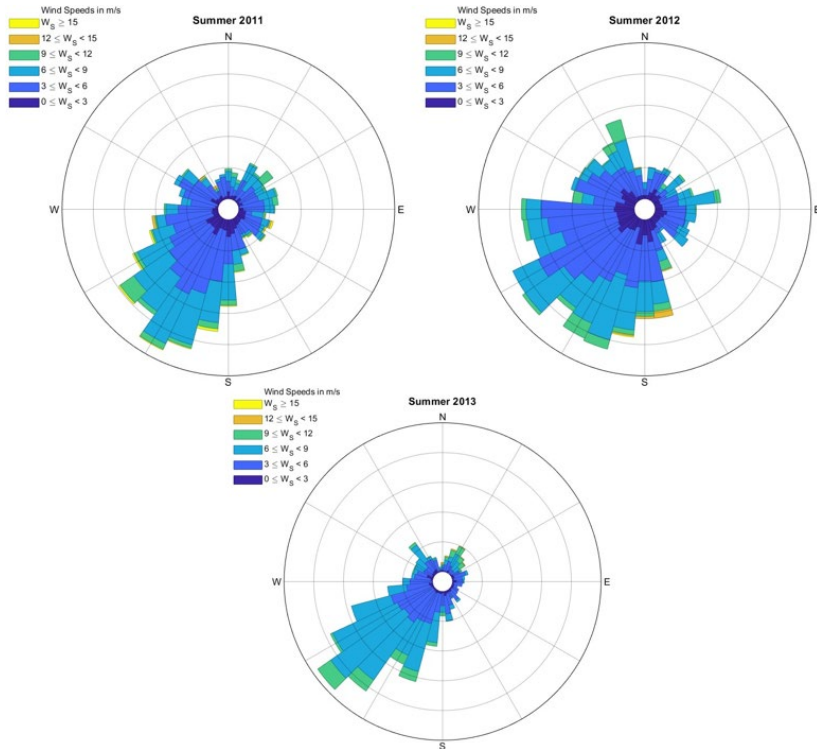 Wind Speeds in m/s
W_S ≥ 15
12 ≤ W_S < 15
9 ≤ W_S < 12
6 ≤ W_S < 9
3 ≤ W_S < 6
0 ≤ W_S < 3
Summer 2011
N
W
E
S
Wind Speeds in m/s
W_S ≥ 15
12 ≤ W_S < 15
9 ≤ W_S < 12
6 ≤ W_S < 9
3 ≤ W_S < 6
0 ≤ W_S < 3
Summer 2012
N
W
E
S
Wind Speeds in m/s
W_S ≥ 15
12 ≤ W_S < 15
9 ≤ W_S < 12
6 ≤ W_S < 9
3 ≤ W_S < 6
0 ≤ W_S < 3
Summer 2013
N
W
E
S